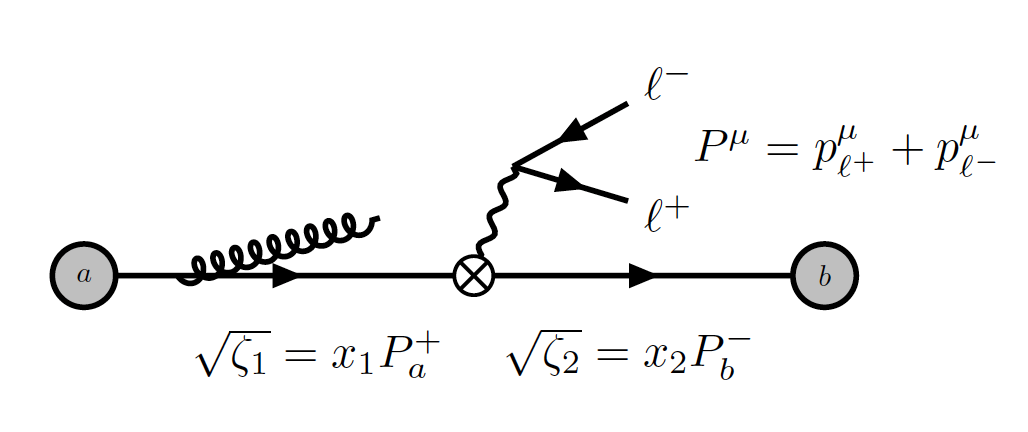 ℓ⁻
P^μ = p^μ_{ℓ⁺} + p^μ_{ℓ⁻}
ℓ⁺
a
b
√ζ₁ = x₁P_a⁺
√ζ₂ = x₂P_b⁻